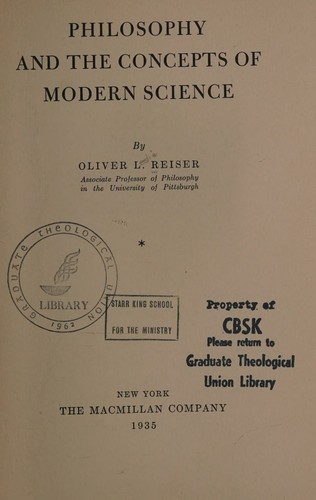 PHILOSOPHY
AND THE CONCEPTS OF
MODERN SCIENCE
By
OLIVER L. REISER
Associate Professor of Philosophy
in the University of Pittsburgh
*
GRADUATE THEOLOGICAL UNION
LIBRARY
1962
STARR KING SCHOOL
FOR THE MINISTRY
Property of
CBSK
Please return to
Graduate Theological
Union Library
NEW YORK
THE MACMILLAN COMPANY
1935